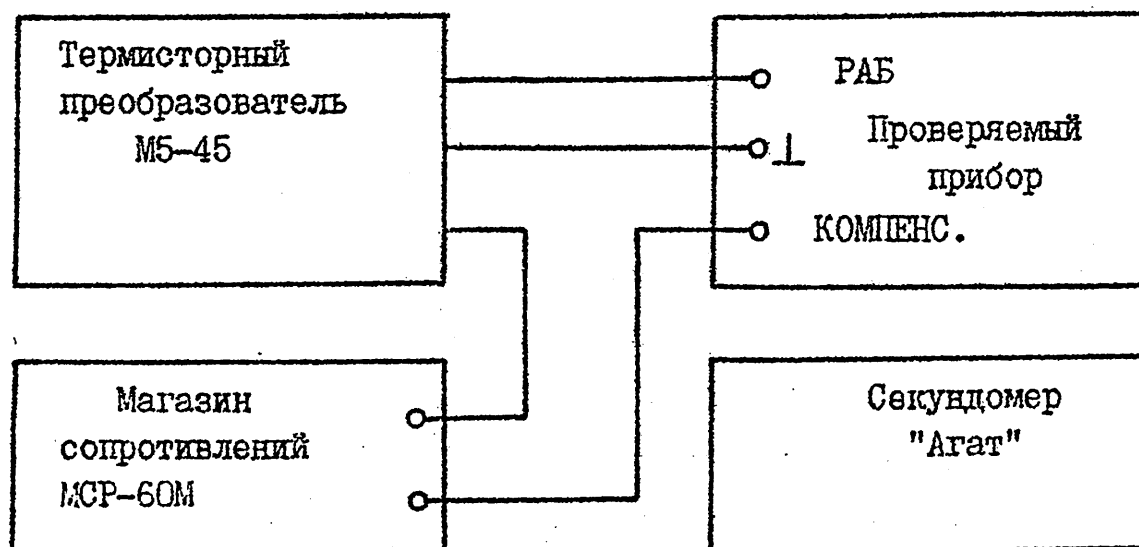 Термисторный
преобразователь
М5-45
РАБ
⊥
Проверяемый
прибор
КОМПЕНС.
Магазин
сопротивлений
МСР-60М
Секундомер
"Агат"